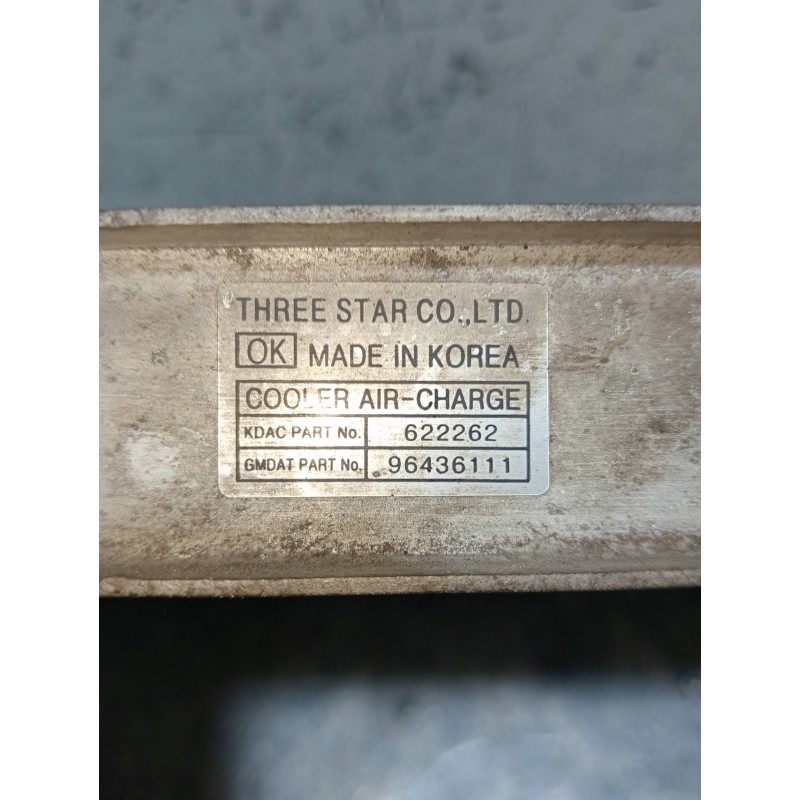 THREE STAR CO.,LTD.
OK MADE IN KOREA
COOLER AIR-CHARGE
KDAC PART No. 622262
GMDAT PART No. 96436111